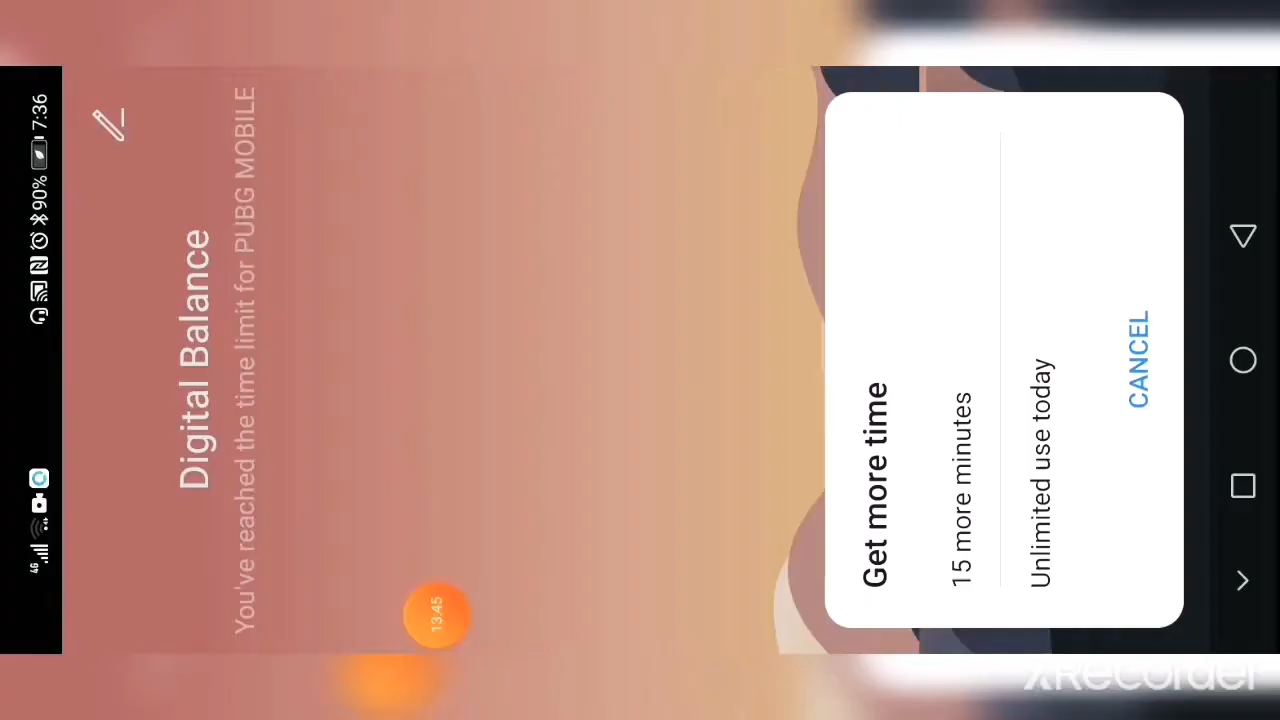 4G 90% 7:36
Digital Balance
You've reached the time limit for PUBG MOBILE
13:45
Get more time
15 more minutes
Unlimited use today
CANCEL
XRecorder